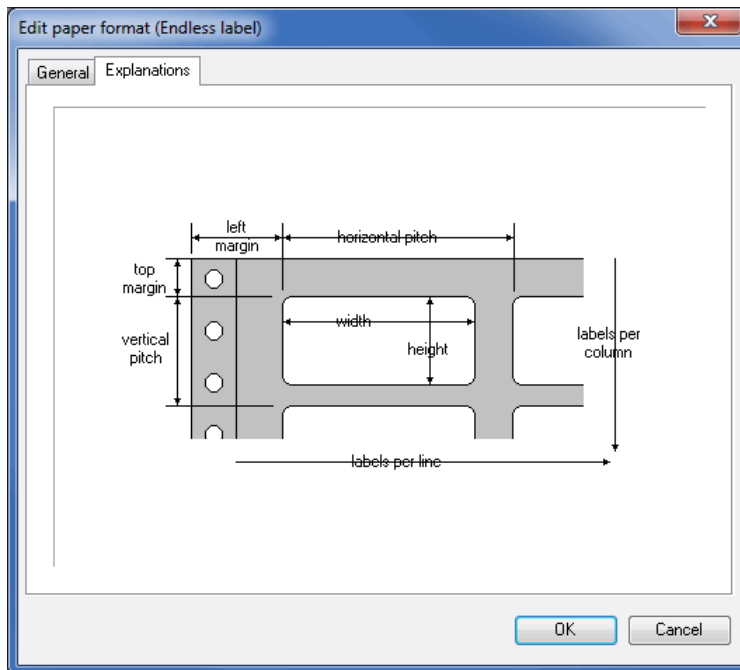 Edit paper format (Endless label)
General
Explanations
left
margin
horizontal pitch
top
margin
width
vertical
pitch
height
labels per
column
labels per line
OK
Cancel